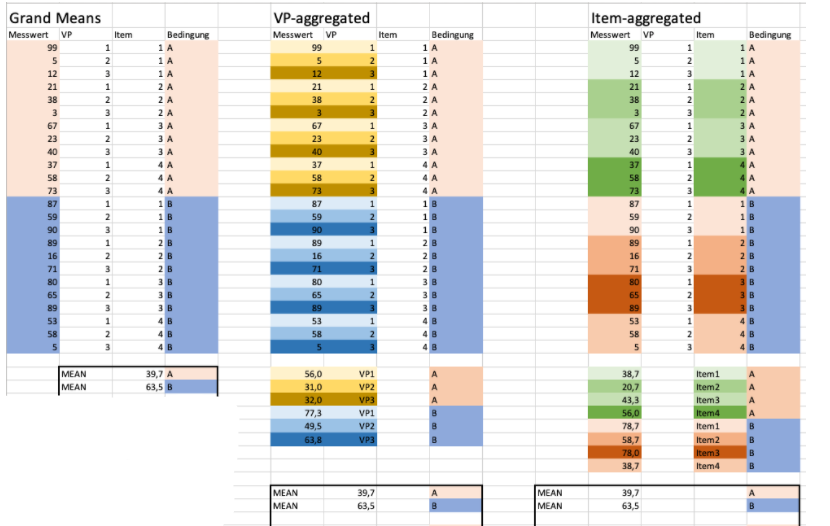 Grand Means VP-aggregated Item-aggregated
Messwert VP Item Bedingung Messwert VP Item Bedingung Messwert VP Item Bedingung
99 1 1 A 99 1 1 A 99 1 1 A
5 2 1 A 5 2 1 A 5 2 1 A
12 3 1 A 12 3 1 A 12 3 1 A
21 1 2 A 21 1 2 A 21 1 2 A
38 2 2 A 38 2 2 A 38 2 2 A
3 3 2 A 3 3 2 A 3 3 2 A
67 1 3 A 67 1 3 A 67 1 3 A
23 2 3 A 23 2 3 A 23 2 3 A
40 3 3 A 40 3 3 A 40 3 3 A
37 1 4 A 37 1 4 A 37 1 4 A
58 2 4 A 58 2 4 A 58 2 4 A
73 3 4 A 73 3 4 A 73 3 4 A
87 1 1 B 87 1 1 B 87 1 1 B
59 2 1 B 59 2 1 B 59 2 1 B
90 3 1 B 90 3 1 B 90 3 1 B
89 1 2 B 89 1 2 B 89 1 2 B
16 2 2 B 16 2 2 B 16 2 2 B
71 3 2 B 71 3 2 B 71 3 2 B
80 1 3 B 80 1 3 B 80 1 3 B
65 2 3 B 65 2 3 B 65 2 3 B
89 3 3 B 89 3 3 B 89 3 3 B
53 1 4 B 53 1 4 B 53 1 4 B
58 2 4 B 58 2 4 B 58 2 4 B
5 3 4 B 5 3 4 B 5 3 4 B
MEAN 39,7 A 56,0 VP1 A 38,7 Item1 A
MEAN 63,5 B 31,0 VP2 A 20,7 Item2 A
32,0 VP3 A 43,3 Item3 A
77,3 VP1 B 56,0 Item4 A
49,5 VP2 B 78,7 Item1 B
63,8 VP3 B 58,7 Item2 B
78,0 Item3 B
38,7 Item4 B
MEAN 39,7 A MEAN 39,7 A
MEAN 63,5 B MEAN 63,5 B